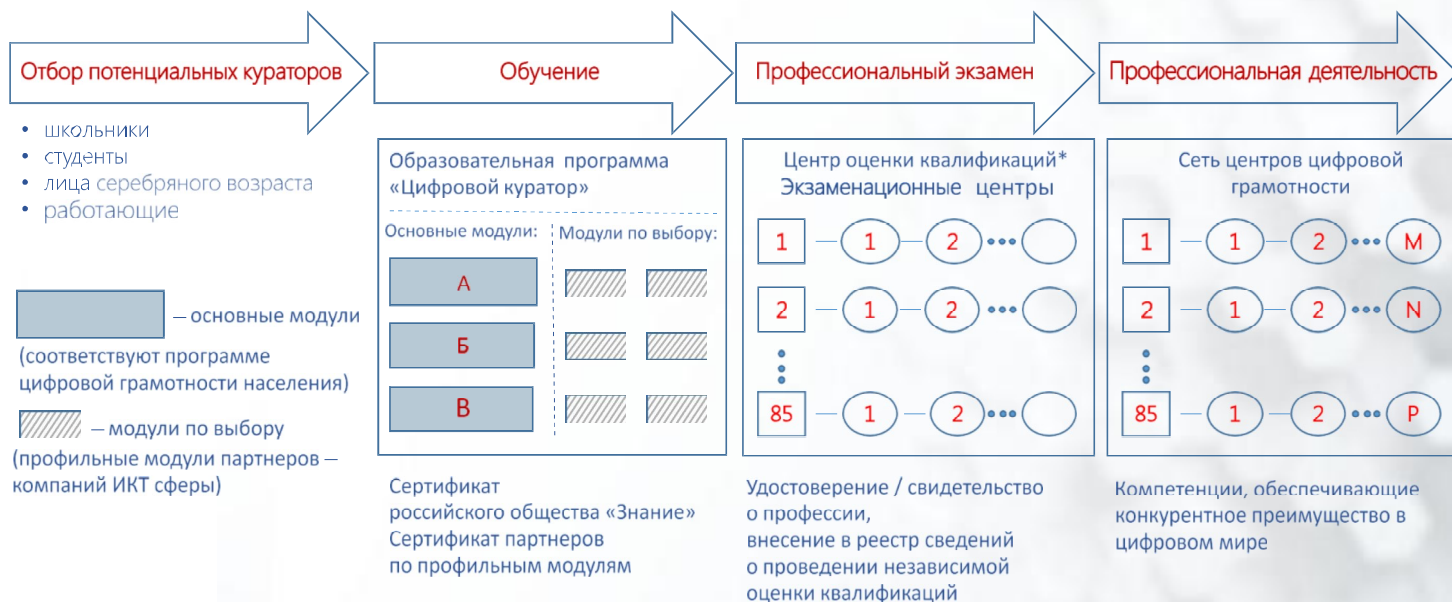 Отбор потенциальных кураторов
• школьники
• студенты
• лица серебряного возраста
• работающие
– основные модули
(соответствуют программе
цифровой грамотности населения)
– модули по выбору
(профильные модули партнеров –
компаний ИКТ сферы)
Обучение
Образовательная программа
«Цифровой куратор»
Основные модули: Модули по выбору:
А
Б
В
Сертификат
российского общества «Знание»
Сертификат партнеров
по профильным модулям
Профессиональный экзамен
Центр оценки квалификаций*
Экзаменационные центры
1 – 1 – 2 •••
2 – 1 – 2 •••
85 – 1 – 2 •••
Удостоверение / свидетельство
о профессии,
внесение в реестр сведений
о проведении независимой
оценки квалификаций
Профессиональная деятельность
Сеть центров цифровой
грамотности
1 – 1 – 2 ••• M
2 – 1 – 2 ••• N
85 – 1 – 2 ••• P
Компетенции, обеспечивающие
конкурентное преимущество в
цифровом мире